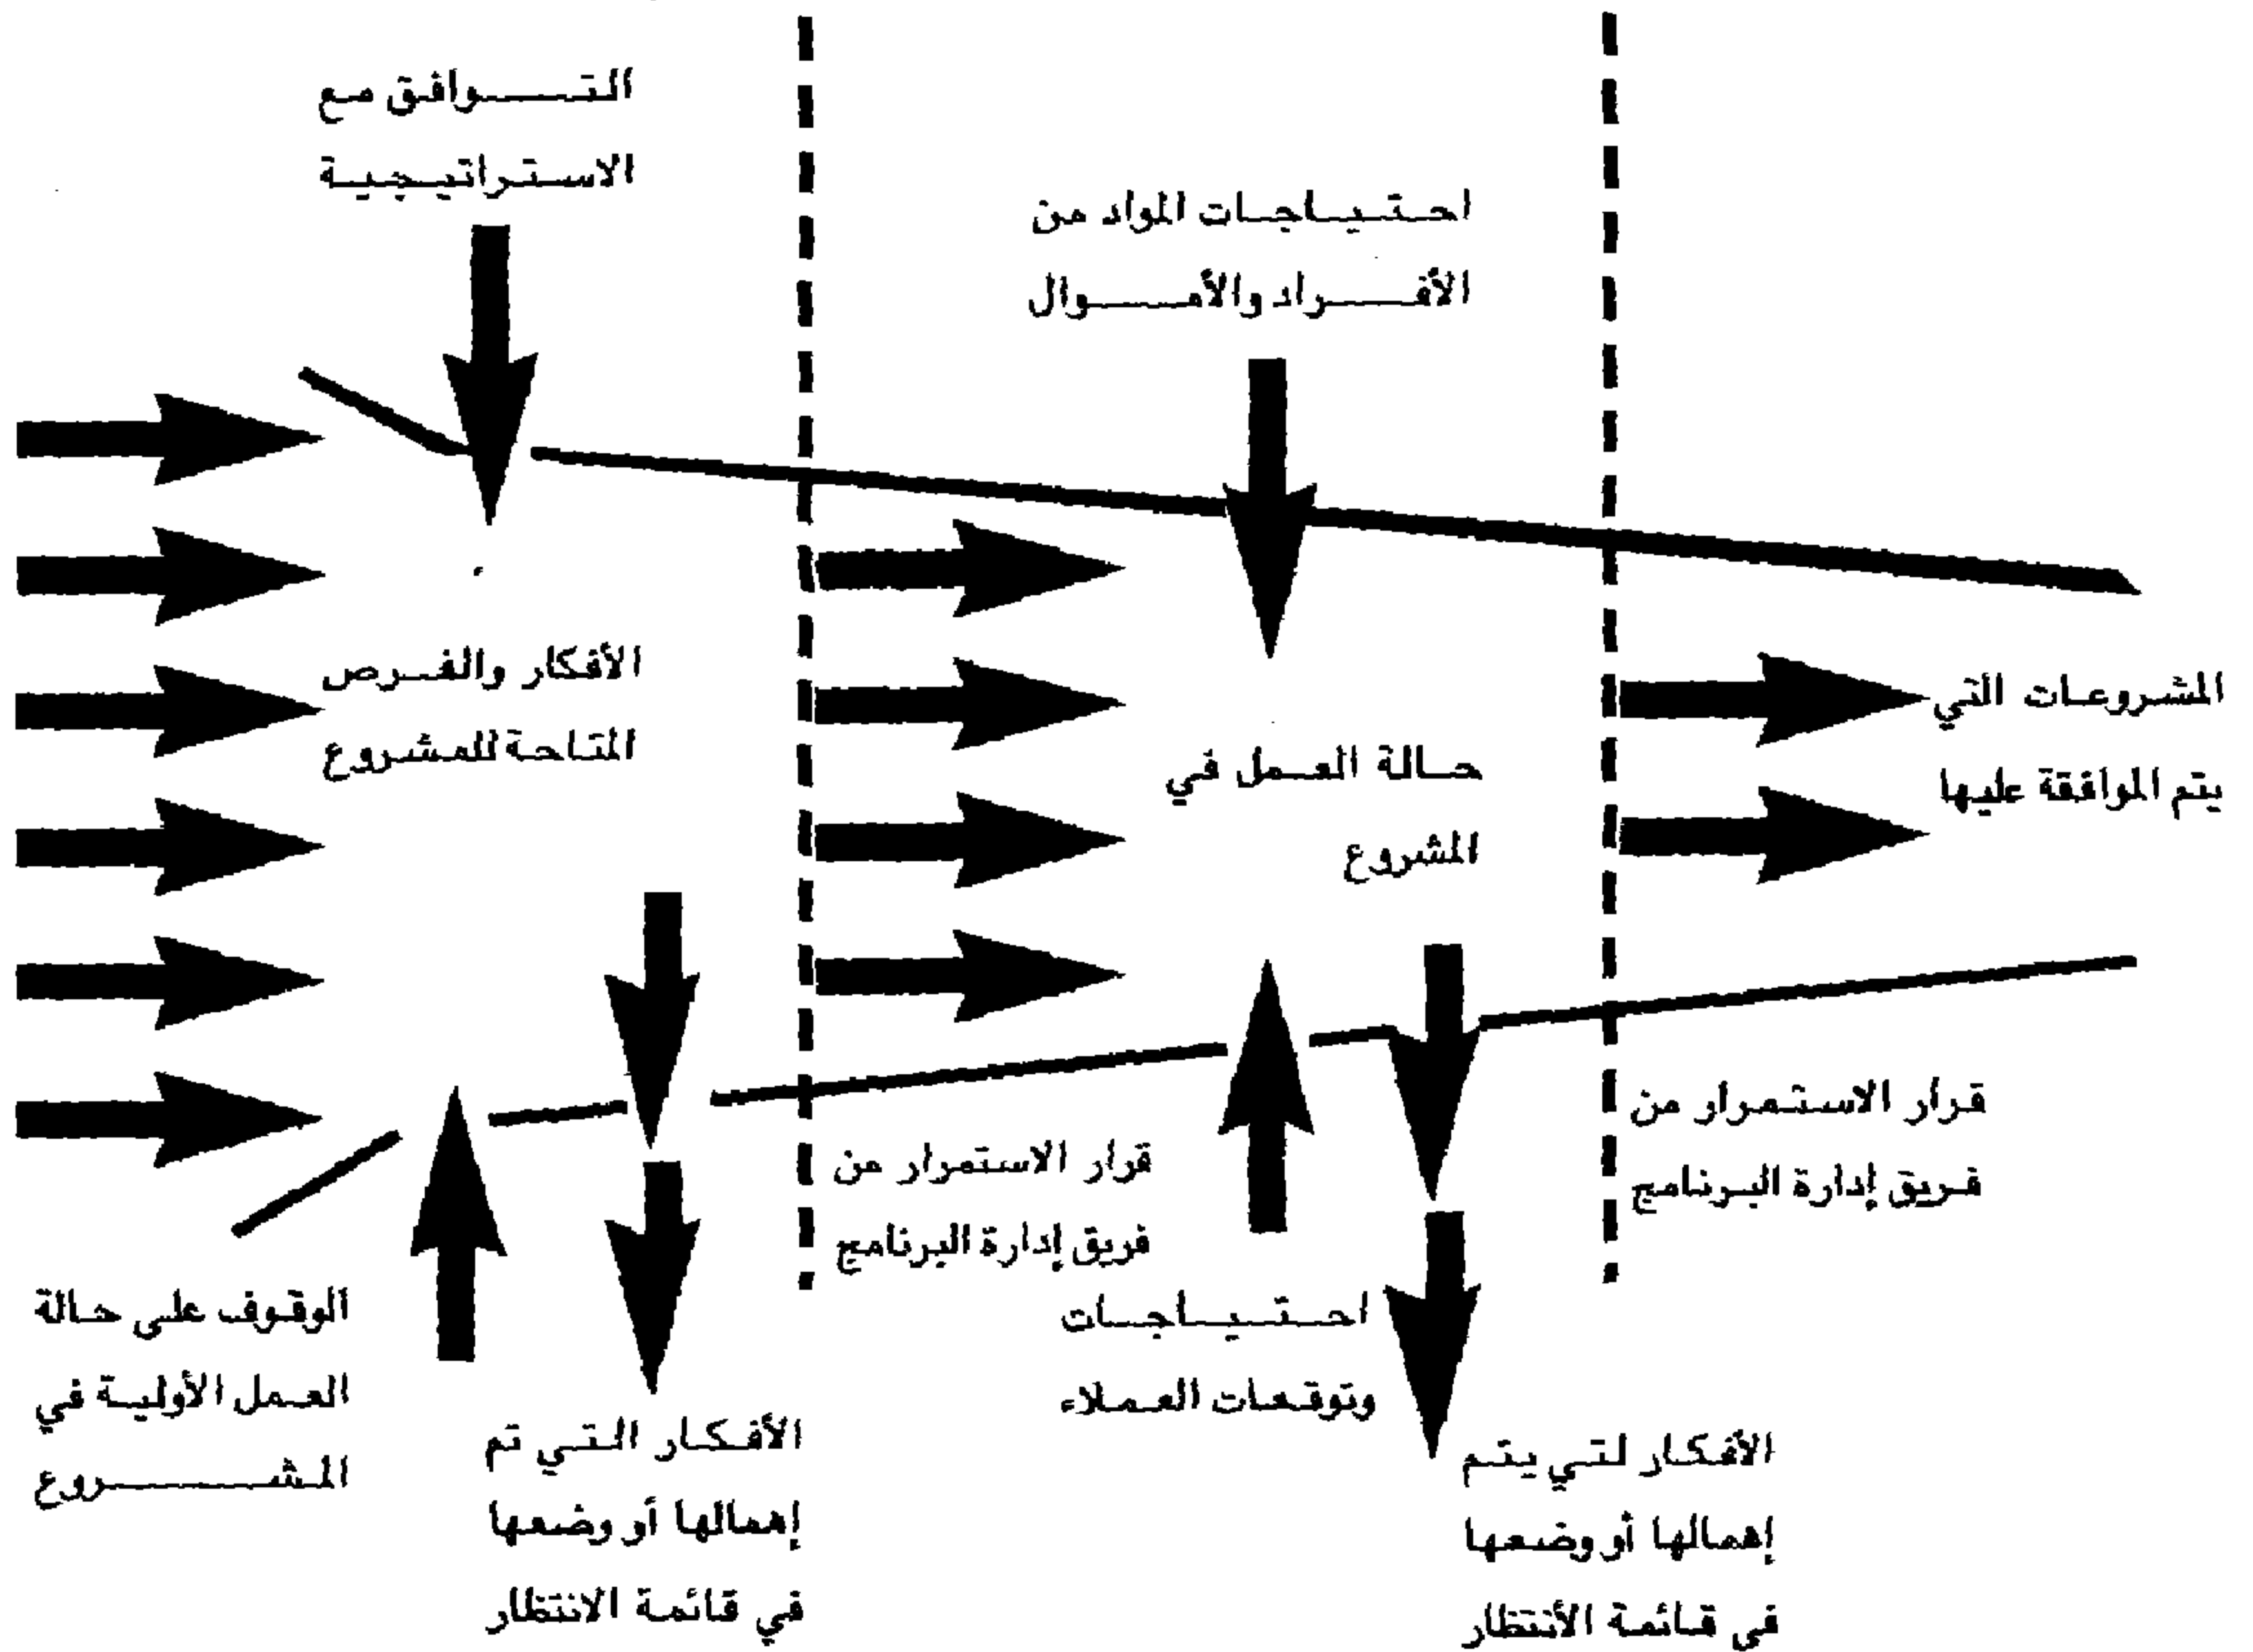 التوافق مع
الاستراتيجية
احتياجات المواد من
الأفراد والأموال
الأفكار والفرص
المتاحة للمشروع
حالة العمل في
المشروع
المشروعات التي
يتم الموافقة عليها
قرار الاستمرار من
فريق إدارة البرنامج
قرار الاستمرار من
فريق إدارة البرنامج
الوقوف على حالة
العمل الأولية في
المشروع
احتياجات
وتوقعات العملاء
الأفكار التي تم
إهمالها أو وضعها
في قائمة الانتظار
الأفكار لتي يتم
إهمالها أو وضعها
في قائمة الأنتظار